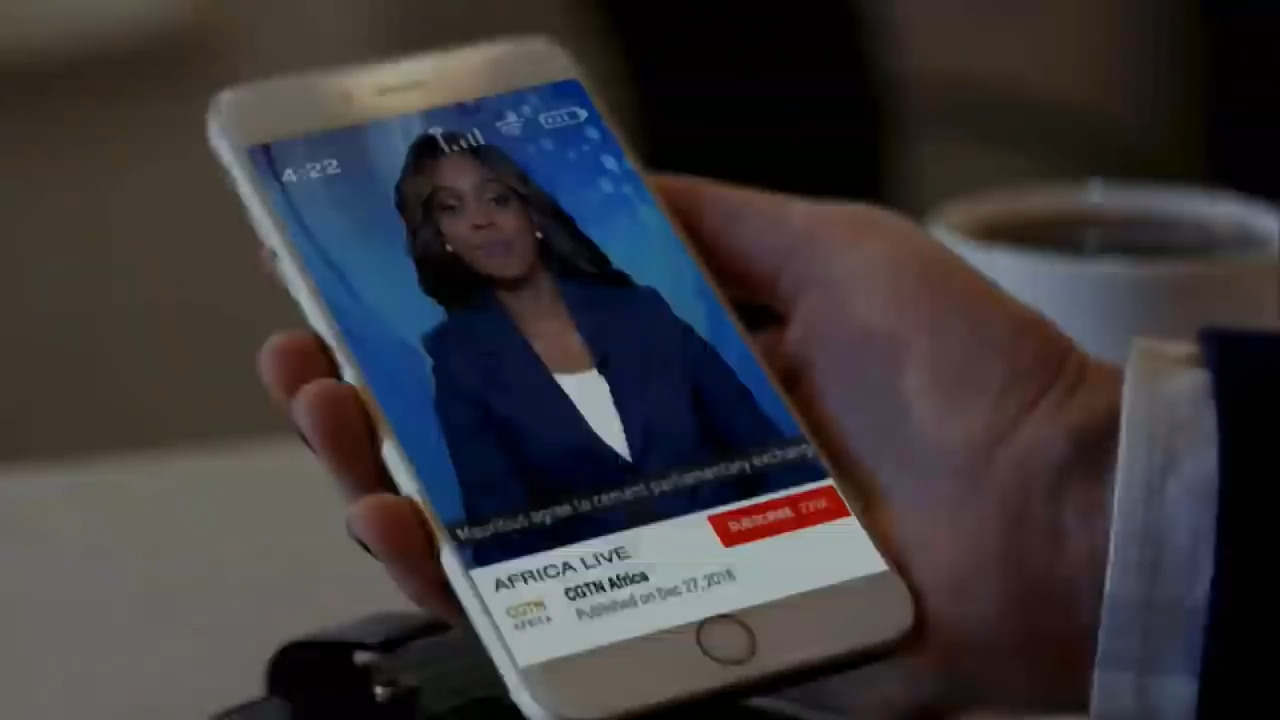 4:22
Mauritius agree to cement parliamentary exchang
SUBSCRIBE
AFRICA LIVE
CGTN Africa
Published on Dec 27, 2018
CGTN
AFRICA